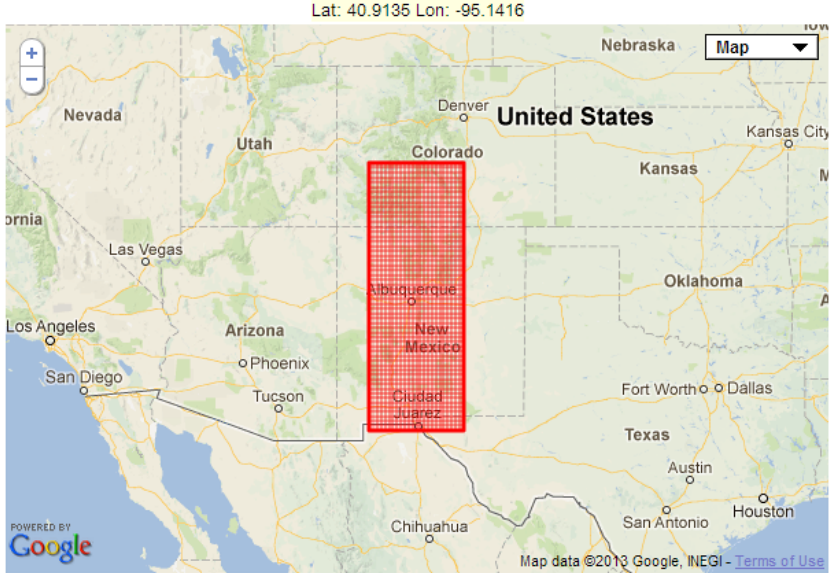 Lat: 40.9135 Lon: -95.1416
Nebraska
Map
Denver
United States
Nevada
Kansas City
Utah
Colorado
Kansas
ornia
Las Vegas
Albuquerque
Oklahoma
Los Angeles
Arizona
New
Mexico
Phoenix
San Diego
Tucson
Ciudad
Juarez
Fort Worth
Dallas
Texas
Austin
San Antonio
Houston
Chihuahua
POWERED BY
Google
Map data ©2013 Google, INEGI - Terms of Use